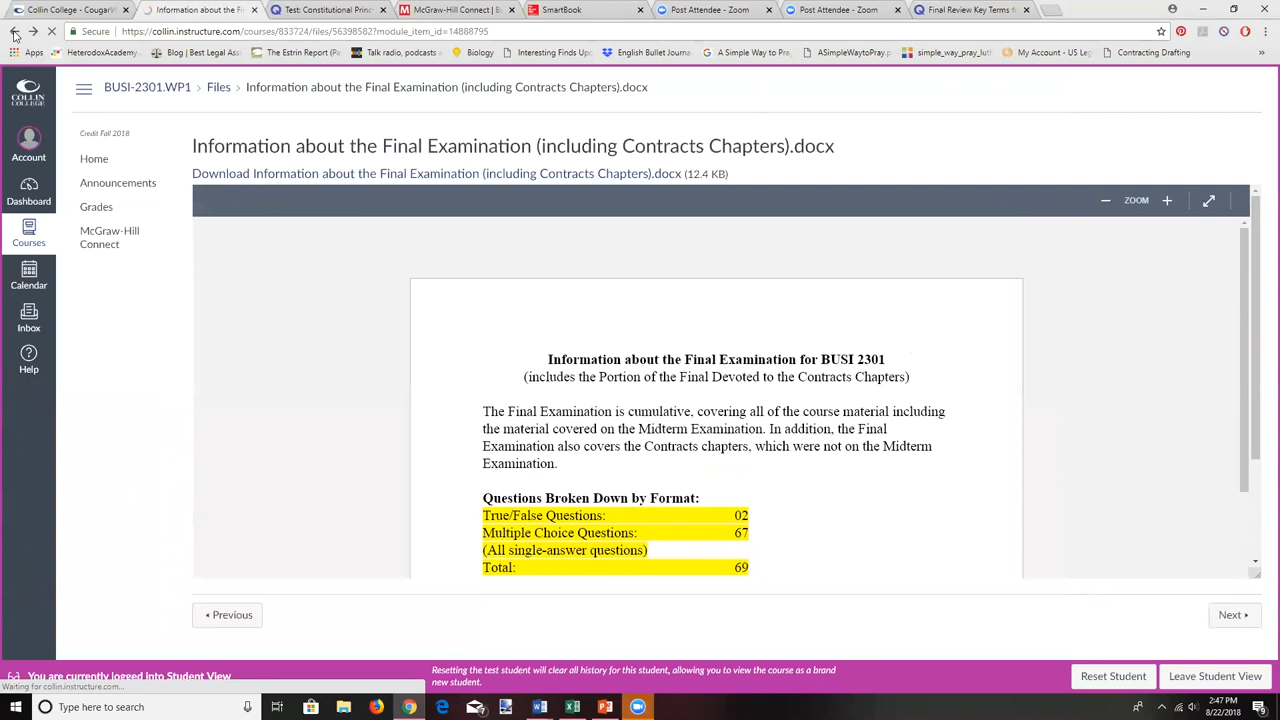 Collin College - CougarW
Information about the Fi
Test: Constitutional Princ
McGraw-Hill Connect | B
SmartBook
Post Attendee - Zoom
Post Attendee - Zoom
Final Review Key Terms fo
Secure
https://collin.instructure.com/courses/833724/files/56398582?module_item_id=14888795
Apps
HeterodoxAcademy
Blog | Best Legal Ass
The Estrin Report (Pa
Talk radio, podcasts
Biology
Interesting Finds Upd
English Bullet Journal
Simple Way to Pray
ASimpleWaytoPray.p
simple_way_pray_luth
My Account - US Leg
Contracting Drafting
COLLIN
COLLEGE
Account
Dashboard
Courses
Calendar
Inbox
Help
BUSI-2301.WP1 › Files › Information about the Final Examination (including Contracts Chapters).docx
Credit Fall 2018
Home
Announcements
Grades
McGraw-Hill
Connect
Information about the Final Examination (including Contracts Chapters).docx
Download Information about the Final Examination (including Contracts Chapters).docx (12.4 KB)
ZOOM
Information about the Final Examination for BUSI 2301
(includes the Portion of the Final Devoted to the Contracts Chapters)
The Final Examination is cumulative, covering all of the course material including
the material covered on the Midterm Examination. In addition, the Final
Examination also covers the Contracts chapters, which were not on the Midterm
Examination.
Questions Broken Down by Format:
True/False Questions: 02
Multiple Choice Questions: 67
(All single-answer questions)
Total: 69
Previous
Next
You are currently logged into Student View
Resetting the test student will clear all history for this student, allowing you to view the course as a brand
new student.
Reset Student
Leave Student View
Waiting for collin.instructure.com...
Type here to search
2:47 PM
8/22/2018